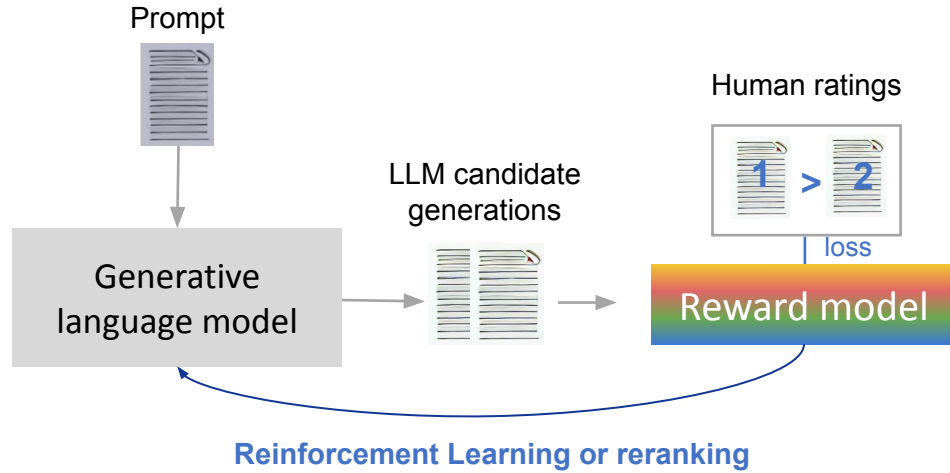 Prompt
Human ratings
1 > 2
LLM candidate
generations
loss
Generative
language model
Reward model
Reinforcement Learning or reranking